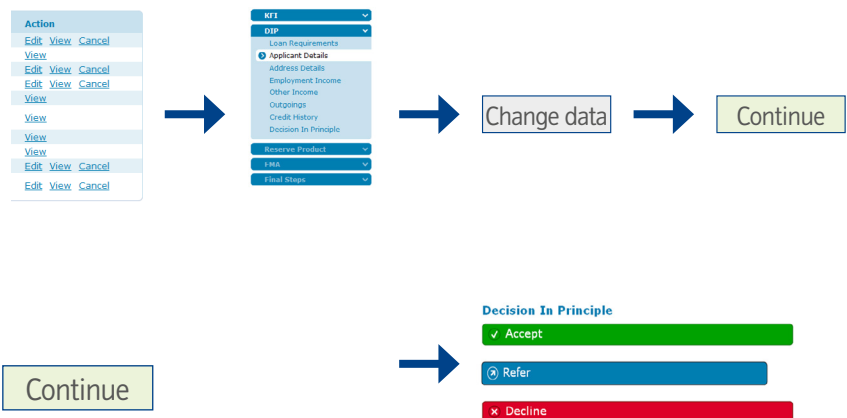 Action
Edit View Cancel
View
Edit View Cancel
Edit View Cancel
View
View
View
View
Edit View Cancel
Edit View Cancel
KFI
DIP
Loan Requirements
Applicant Details
Address Details
Employment Income
Other Income
Outgoings
Credit History
Decision In Principle
Reserve Product
FMA
Final Steps
Change data
Continue
Continue
Decision In Principle
Accept
Refer
Decline